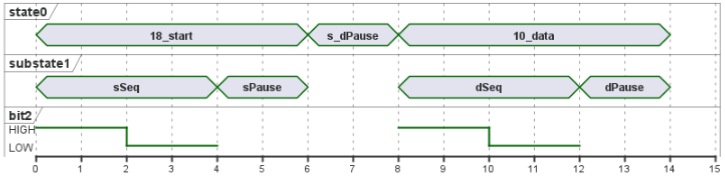 state0
18_start s_dPause 10_data
substate1
sSeq sPause dSeq dPause
bit2
HIGH
LOW
0 1 2 3 4 5 6 7 8 9 10 11 12 13 14 15